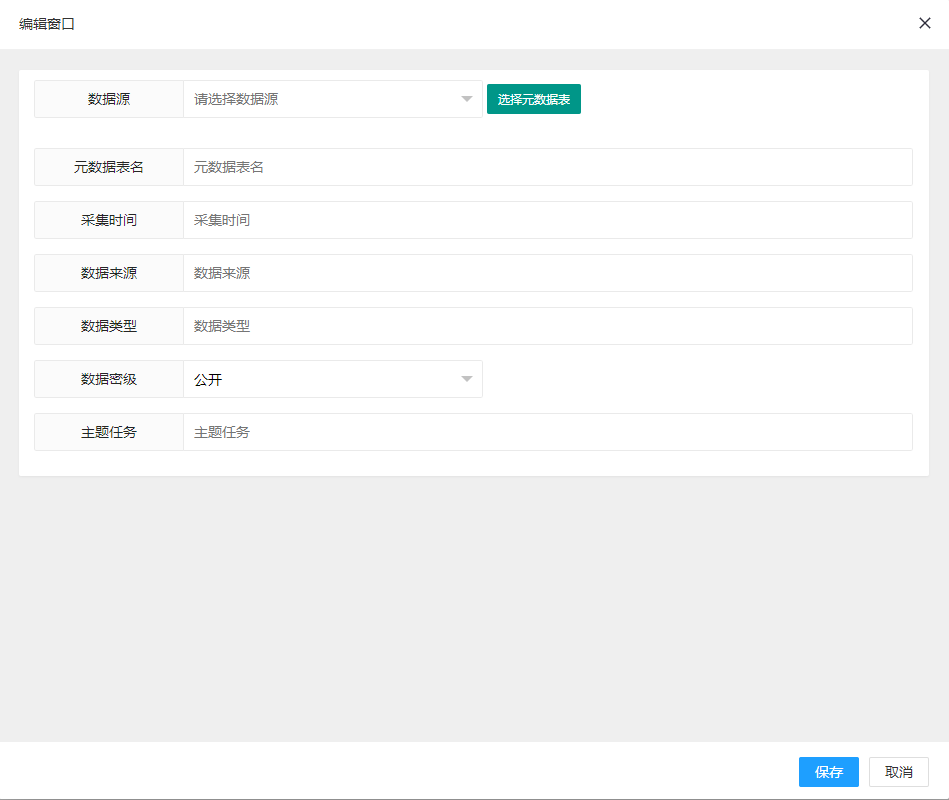 编辑窗口
数据源 请选择数据源 选择元数据表
元数据表名 元数据表名
采集时间 采集时间
数据来源 数据来源
数据类型 数据类型
数据密级 公开
主题任务 主题任务
保存 取消